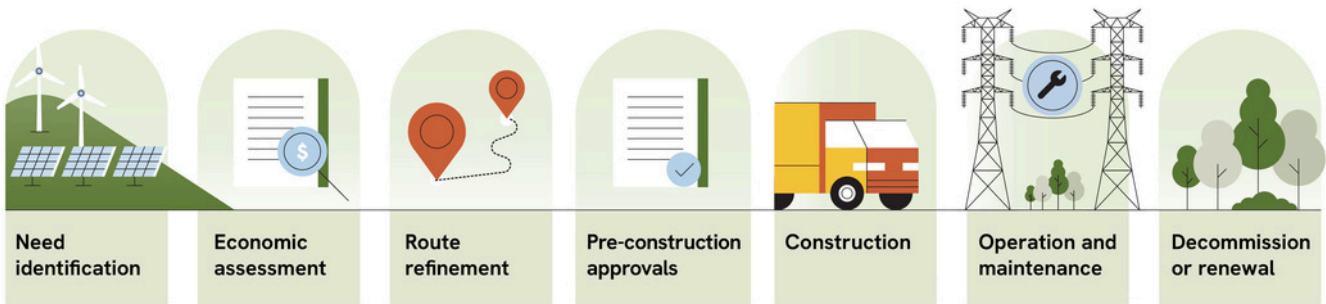 Need
identification
Economic
assessment
Route
refinement
Pre-construction
approvals
Construction
Operation and
maintenance
Decommission
or renewal
$